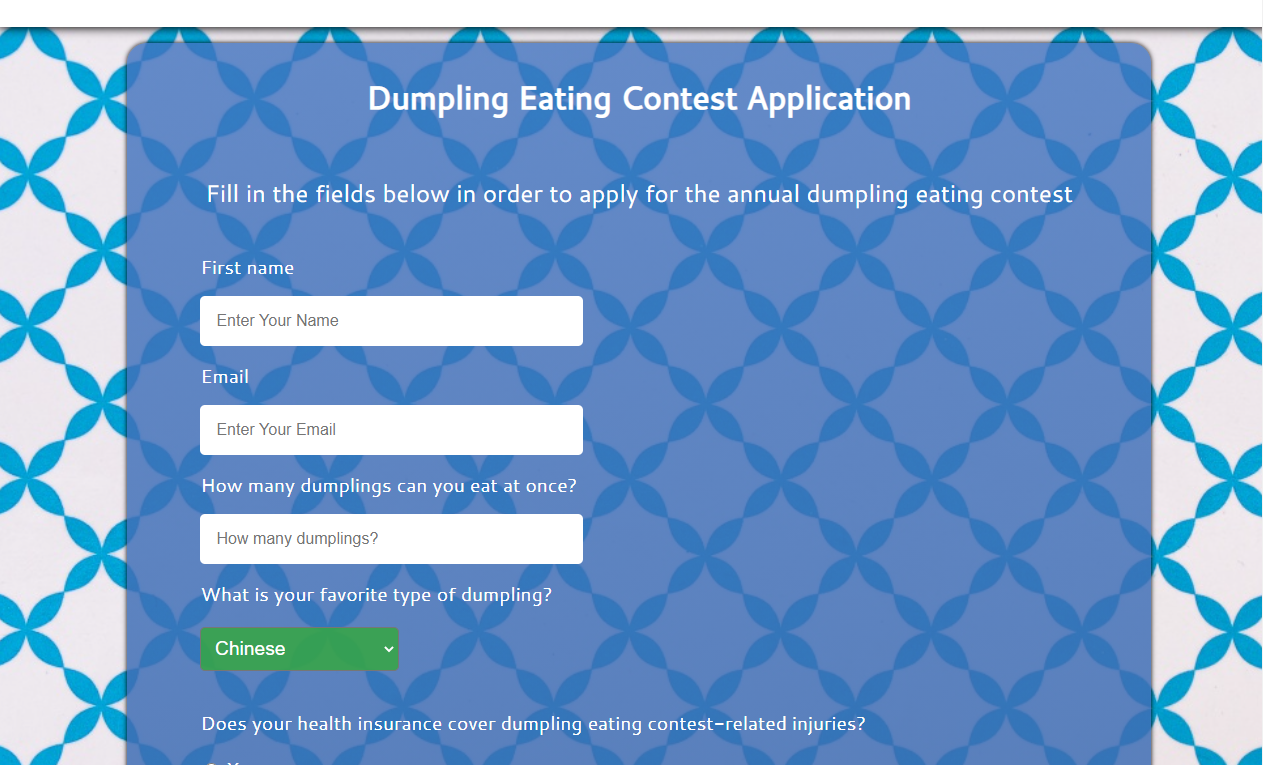 Dumpling Eating Contest Application
Fill in the fields below in order to apply for the annual dumpling eating contest
First name
Enter Your Name
Email
Enter Your Email
How many dumplings can you eat at once?
How many dumplings?
What is your favorite type of dumpling?
Chinese
Does your health insurance cover dumpling eating contest-related injuries?